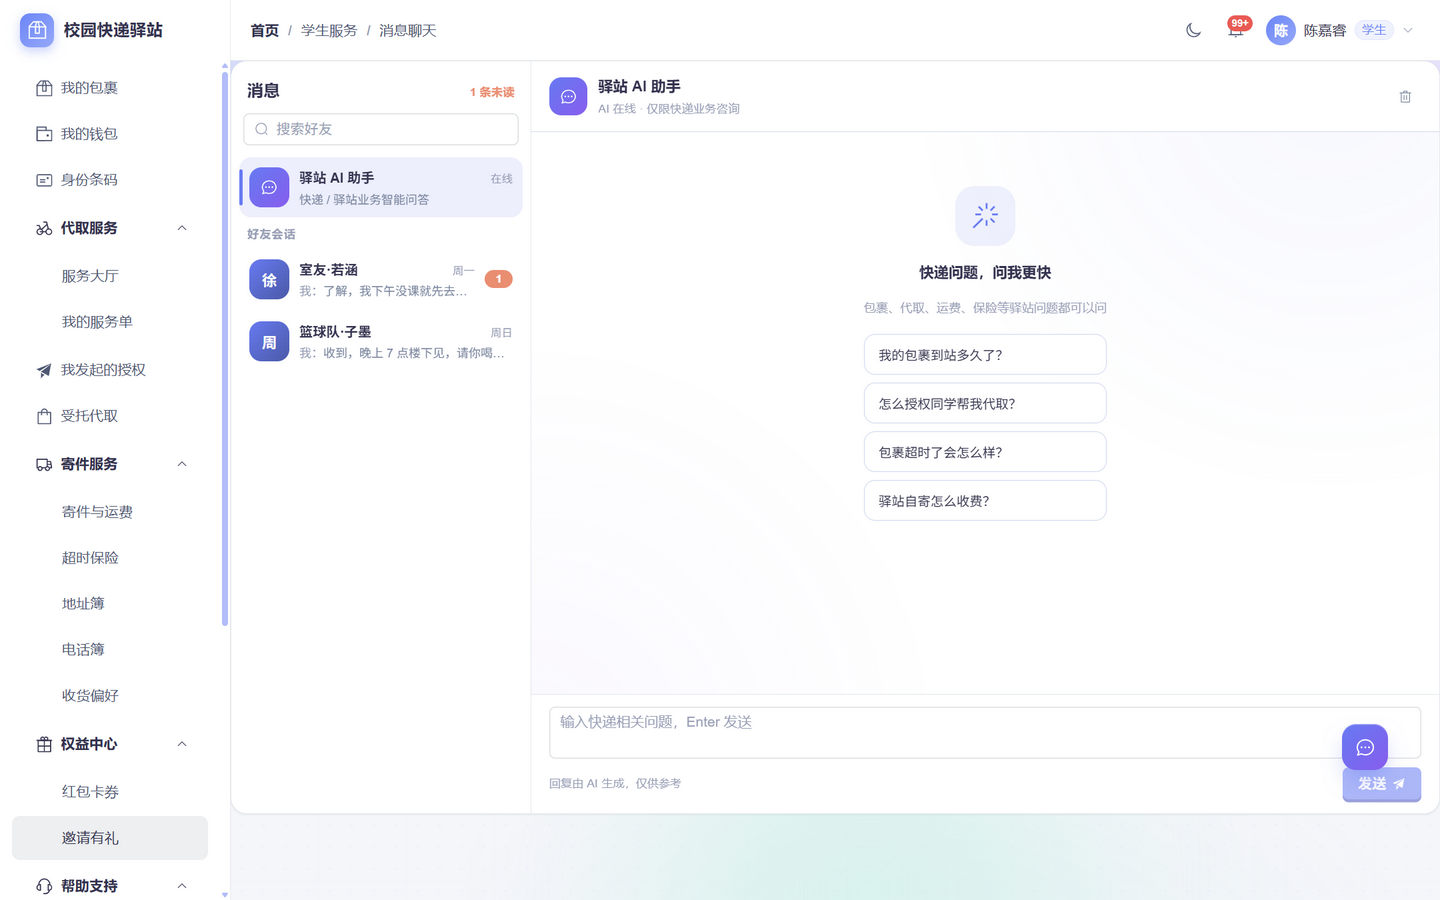 校园快递驿站
首页 / 学生服务 / 消息聊天
99+
陈 陈嘉睿 学生
我的包裹
我的钱包
身份条码
代取服务
服务大厅
我的服务单
我发起的授权
受托代取
寄件服务
寄件与运费
超时保险
地址簿
电话簿
收货偏好
权益中心
红包卡券
邀请有礼
帮助支持
消息
1 条未读
搜索好友
驿站 AI 助手
在线
快递 / 驿站业务智能问答
好友会话
徐
室友·若涵
周一
我：了解，我下午没课就先去...
1
周
篮球队·子墨
周日
我：收到，晚上 7 点楼下见，请你喝...
驿站 AI 助手
AI 在线 · 仅限快递业务咨询
快递问题，问我更快
包裹、代取、运费、保险等驿站问题都可以问
我的包裹到站多久了？
怎么授权同学帮我代取？
包裹超时了会怎么样？
驿站自寄怎么收费？
输入快递相关问题，Enter 发送
回复由 AI 生成，仅供参考
发送